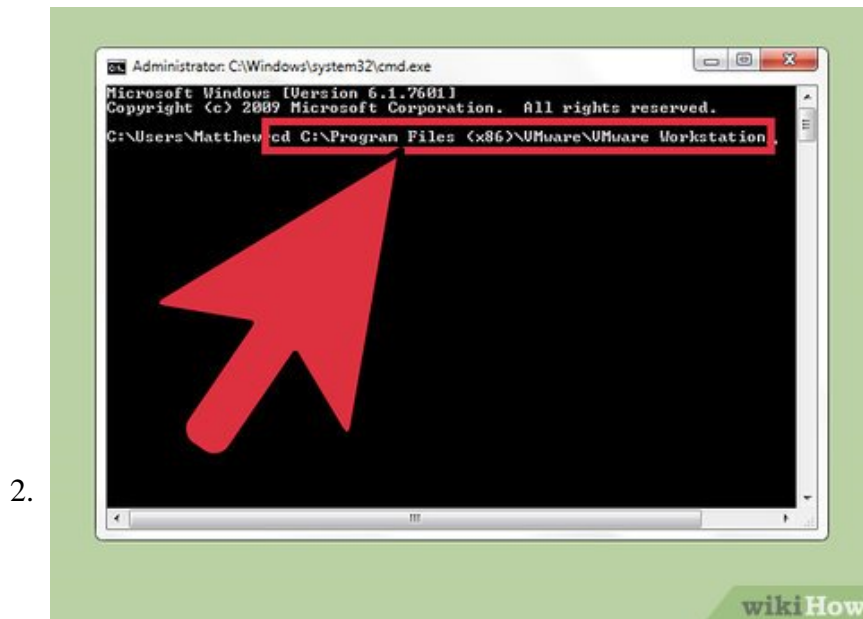 Administrator: C:\Windows\system32\cmd.exe
Microsoft Windows [Version 6.1.7601]
Copyright (c) 2009 Microsoft Corporation. All rights reserved.
C:\Users\Matthew>cd C:\Program Files (x86)\VMware\VMware Workstation
2.
wikiHow